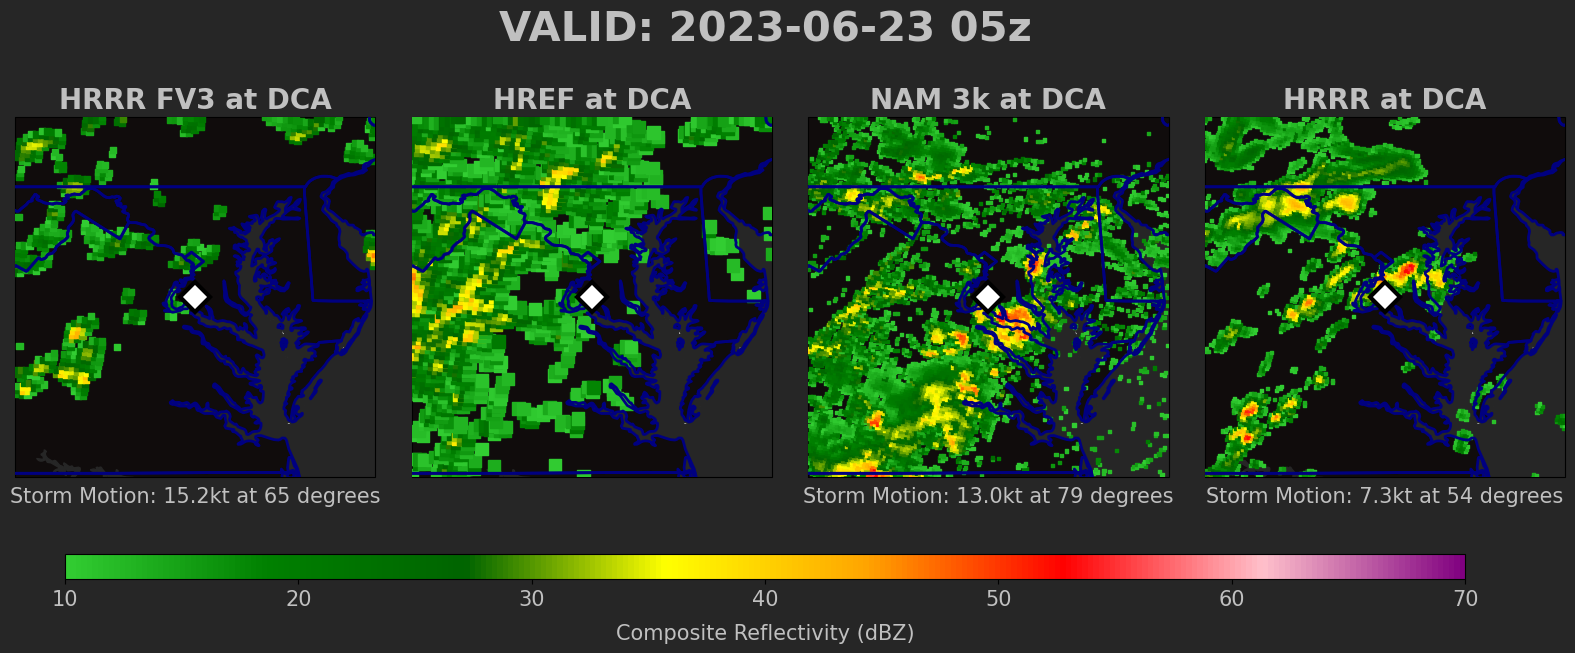 VALID: 2023-06-23 05z
HRRR FV3 at DCA HREF at DCA NAM 3k at DCA HRRR at DCA
Storm Motion: 15.2kt at 65 degrees Storm Motion: 13.0kt at 79 degrees Storm Motion: 7.3kt at 54 degrees
10 20 30 40 50 60 70
Composite Reflectivity (dBZ)